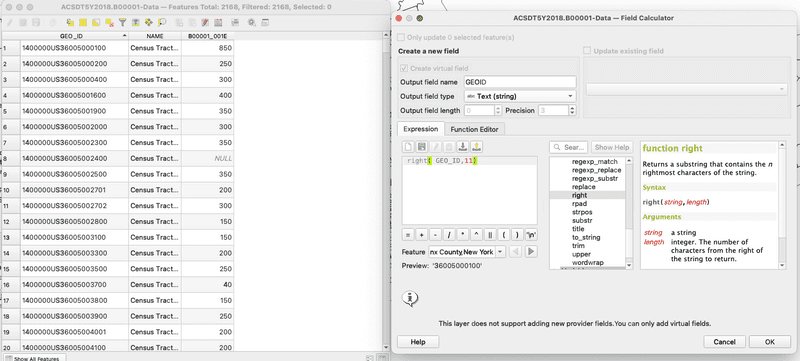 ACSDT5Y2018.B00001-Data — Features Total: 2168, Filtered: 2168, Selected: 0
GEO_ID NAME B00001_001E
1 1400000US36005000100 Census Tract... 850
1400000US36005000200 Census Tract... 250
3 1400000US36005000400 Census Tract... 300
4 1400000US36005001600 Census Tract... 400
5 1400000US36005001900 Census Tract... 350
6 1400000US36005002000 Census Tract... 300
7 1400000US36005002300 Census Tract... 350
8 1400000US36005002400 Census Tract... NULL
9 1400000US36005002500 Census Tract... 350
10 1400000US36005002701 Census Tract... 200
11 1400000US36005002702 Census Tract... 300
12 1400000US36005002800 Census Tract... 150
13 1400000US36005003100 Census Tract... 150
14 1400000US36005003300 Census Tract... 200
15 1400000US36005003500 Census Tract... 250
16 1400000US36005003700 Census Tract... 40
17 1400000US36005003800 Census Tract... 150
18 1400000US36005003900 Census Tract... 250
19 1400000US36005004001 Census Tract... 200
20 1400000US36005004100 Census Tract... 200
Show All Features
ACSDT5Y2018.B00001-Data — Field Calculator
Only update 0 selected feature(s)
Create a new field
Update existing field
Create virtual field
Output field name GEOID
Output field type abc Text (string)
Output field length 0 Precision 3
Expression Function Editor
right( GEO_ID,11)
= + - / * ^ || ( ) '\n'
Feature nx County,New York
Preview: '36005000100'
Sear... Show Help
regexp_match
regexp_replace
regexp_substr
replace
right
rpad
strpos
substr
title
to_string
trim
upper
wordwrap
function right
Returns a substring that contains the n
rightmost characters of the string.
Syntax
right(string,length)
Arguments
string a string
length integer. The number of
characters from the right of
the string to return.
This layer does not support adding new provider fields.You can only add virtual fields.
Help Cancel OK